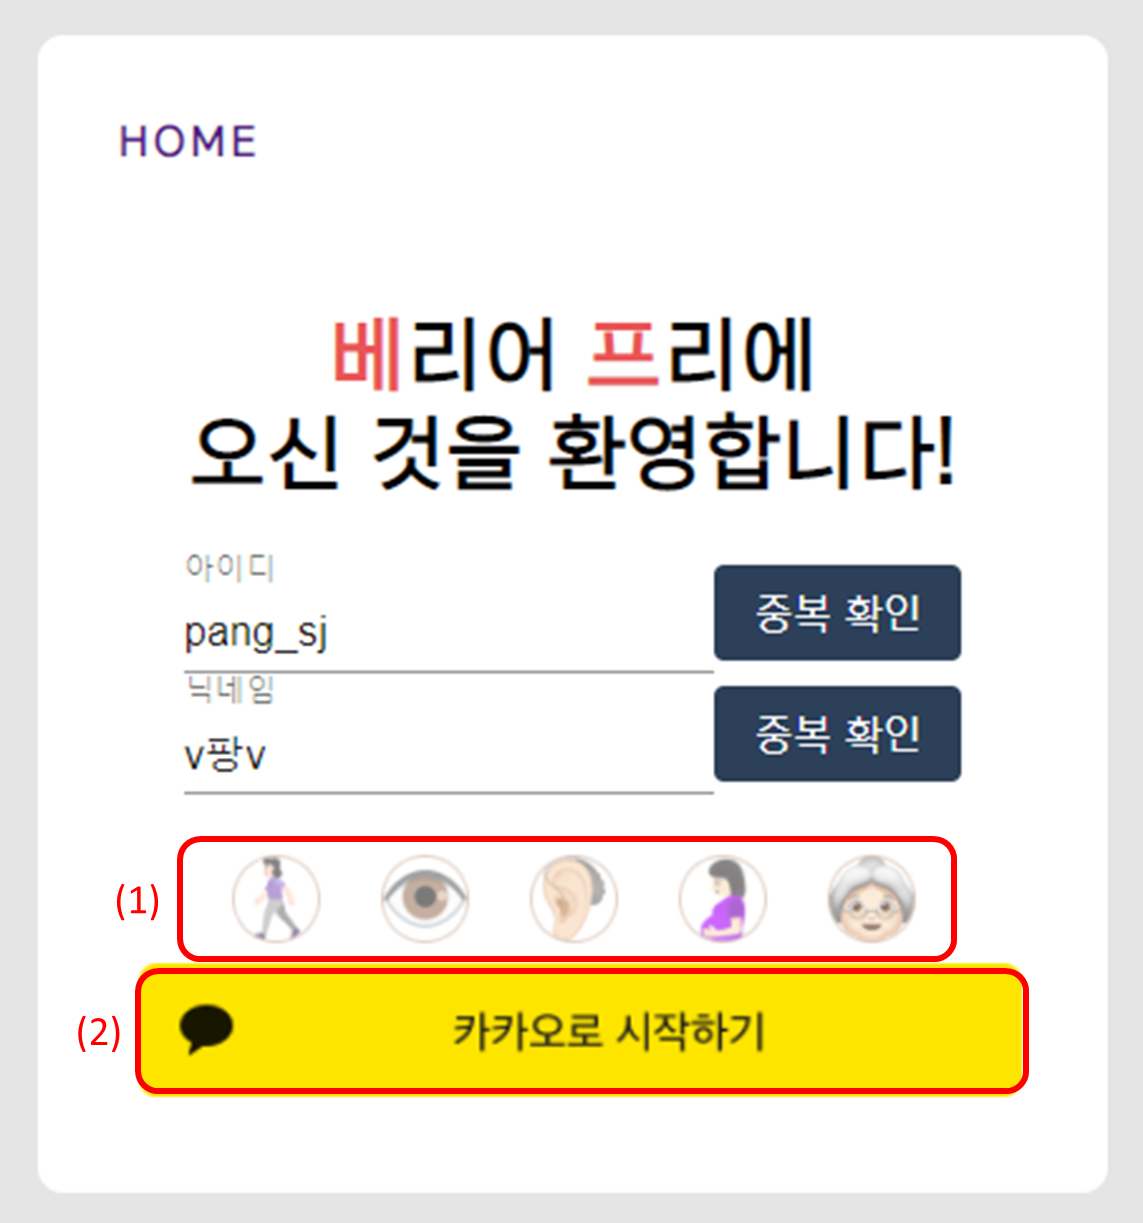 HOME
베리어 프리에
오신 것을 환영합니다!
아이디
pang_sj
중복 확인
닉네임
v팡v
중복 확인
(1)
(2)
카카오로 시작하기